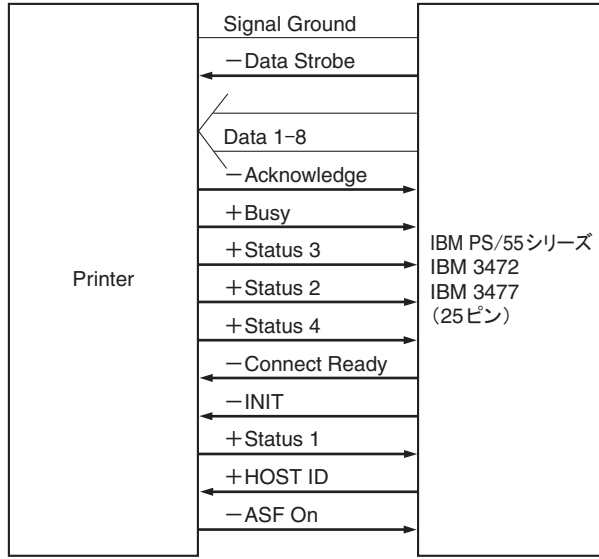 Signal Ground
−Data Strobe
Data 1−8
−Acknowledge
+Busy
+Status 3
+Status 2
+Status 4
−Connect Ready
−INIT
+Status 1
+HOST ID
−ASF On
Printer
IBM PS/55シリーズ
IBM 3472
IBM 3477
(25ピン)